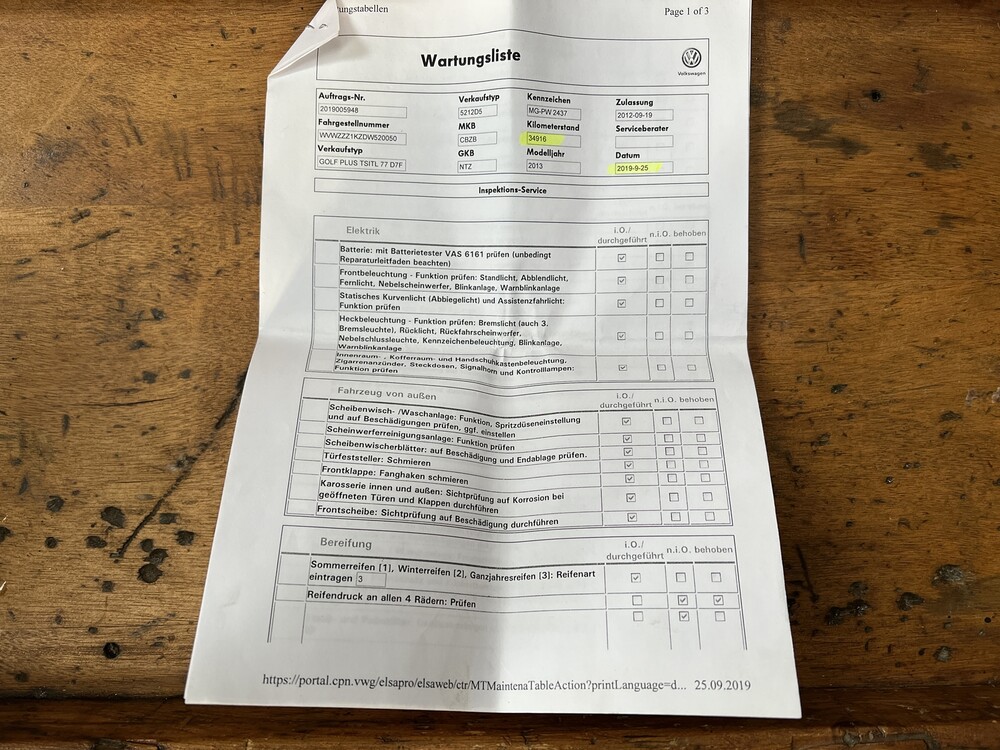 ungstabellen
Page 1 of 3
Wartungsliste
Volkswagen
Auftrags-Nr.
2019005948
Verkaufstyp
5212D5
Kennzeichen
MG-PW 2437
Zulassung
2012-09-19
Fahrgestellnummer
WVWZZZ1KZDW520050
MKB
CBZB
Kilometerstand
34916
Serviceberater
Verkaufstyp
GOLF PLUS TSITL 77 D7F
GKB
NTZ
Modelljahr
2013
Datum
2019-9-25
Inspektions-Service
Elektrik
i.O./
durchgeführt
n.i.O. behoben
Batterie: mit Batterietester VAS 6161 prüfen (unbedingt
Reparaturleitfaden beachten)
Frontbeleuchtung - Funktion prüfen: Standlicht, Abblendlicht,
Fernlicht, Nebelscheinwerfer, Blinkanlage, Warnblinkanlage
Statisches Kurvenlicht (Abbiegelicht) und Assistenzfahrlicht:
Funktion prüfen
Heckbeleuchtung - Funktion prüfen: Bremslicht (auch 3.
Bremsleuchte), Rücklicht, Rückfahrscheinwerfer,
Nebelschlussleuchte, Kennzeichenbeleuchtung, Blinkanlage,
Warnblinkanlage
Innenraum- , Kofferraum- und Handschuhkastenbeleuchtung,
Zigarrenanzünder, Steckdosen, Signalhorn und Kontrolllampen:
Funktion prüfen
Fahrzeug von außen
i.O./
durchgeführt
n.i.O. behoben
Scheibenwisch- /Waschanlage: Funktion, Spritzdüseneinstellung
und auf Beschädigungen prüfen, ggf. einstellen
Scheinwerferreinigungsanlage: Funktion prüfen
Scheibenwischerblätter: auf Beschädigung und Endablage prüfen.
Türfeststeller: Schmieren
Frontklappe: Fanghaken schmieren
Karosserie innen und außen: Sichtprüfung auf Korrosion bei
geöffneten Türen und Klappen durchführen
Frontscheibe: Sichtprüfung auf Beschädigung durchführen
Bereifung
i.O./
durchgeführt
n.i.O. behoben
Sommerreifen [1], Winterreifen [2], Ganzjahresreifen [3]: Reifenart
eintragen 3
Reifendruck an allen 4 Rädern: Prüfen
https://portal.cpn.vwg/elsapro/elsaweb/ctr/MTMaintenaTableAction?printLanguage=d... 25.09.2019